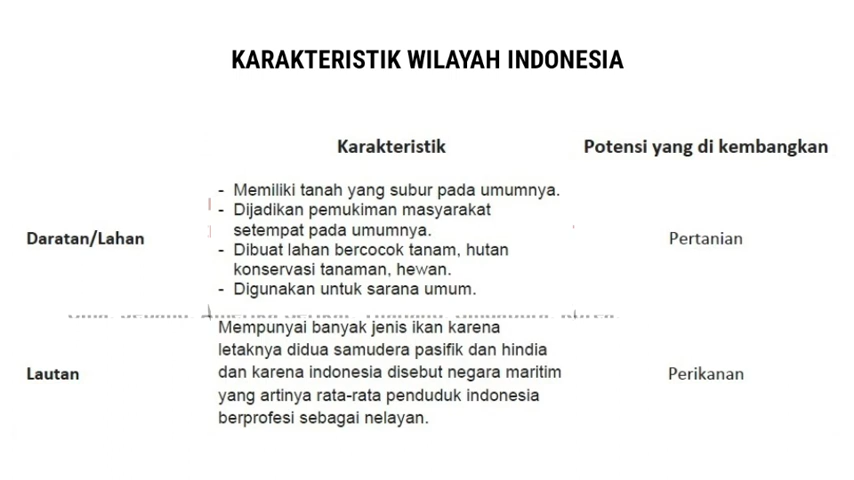 KARAKTERISTIK WILAYAH INDONESIA
Karakteristik
Potensi yang di kembangkan
Daratan/Lahan
- Memiliki tanah yang subur pada umumnya.
- Dijadikan pemukiman masyarakat
setempat pada umumnya.
- Dibuat lahan bercocok tanam, hutan
konservasi tanaman, hewan.
- Digunakan untuk sarana umum.
Pertanian
Lautan
Mempunyai banyak jenis ikan karena
letaknya didua samudera pasifik dan hindia
dan karena indonesia disebut negara maritim
yang artinya rata-rata penduduk indonesia
berprofesi sebagai nelayan.
Perikanan